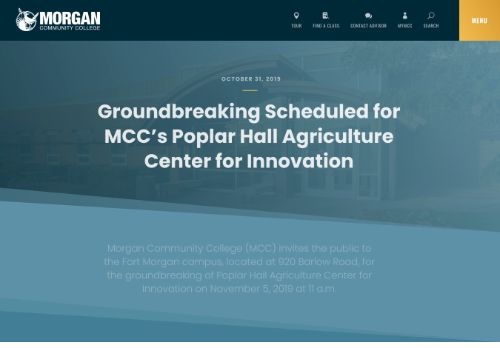 MORGAN
COMMUNITY COLLEGE
TOUR
FIND A CLASS
CONTACT ADVISOR
MYMCC
SEARCH
MENU
OCTOBER 31, 2019
Groundbreaking Scheduled for
MCC’s Poplar Hall Agriculture
Center for Innovation
Morgan Community College (MCC) invites the public to
the Fort Morgan campus, located at 920 Barlow Road, for
the groundbreaking of Poplar Hall Agriculture Center for
Innovation on November 5, 2019 at 11 a.m.